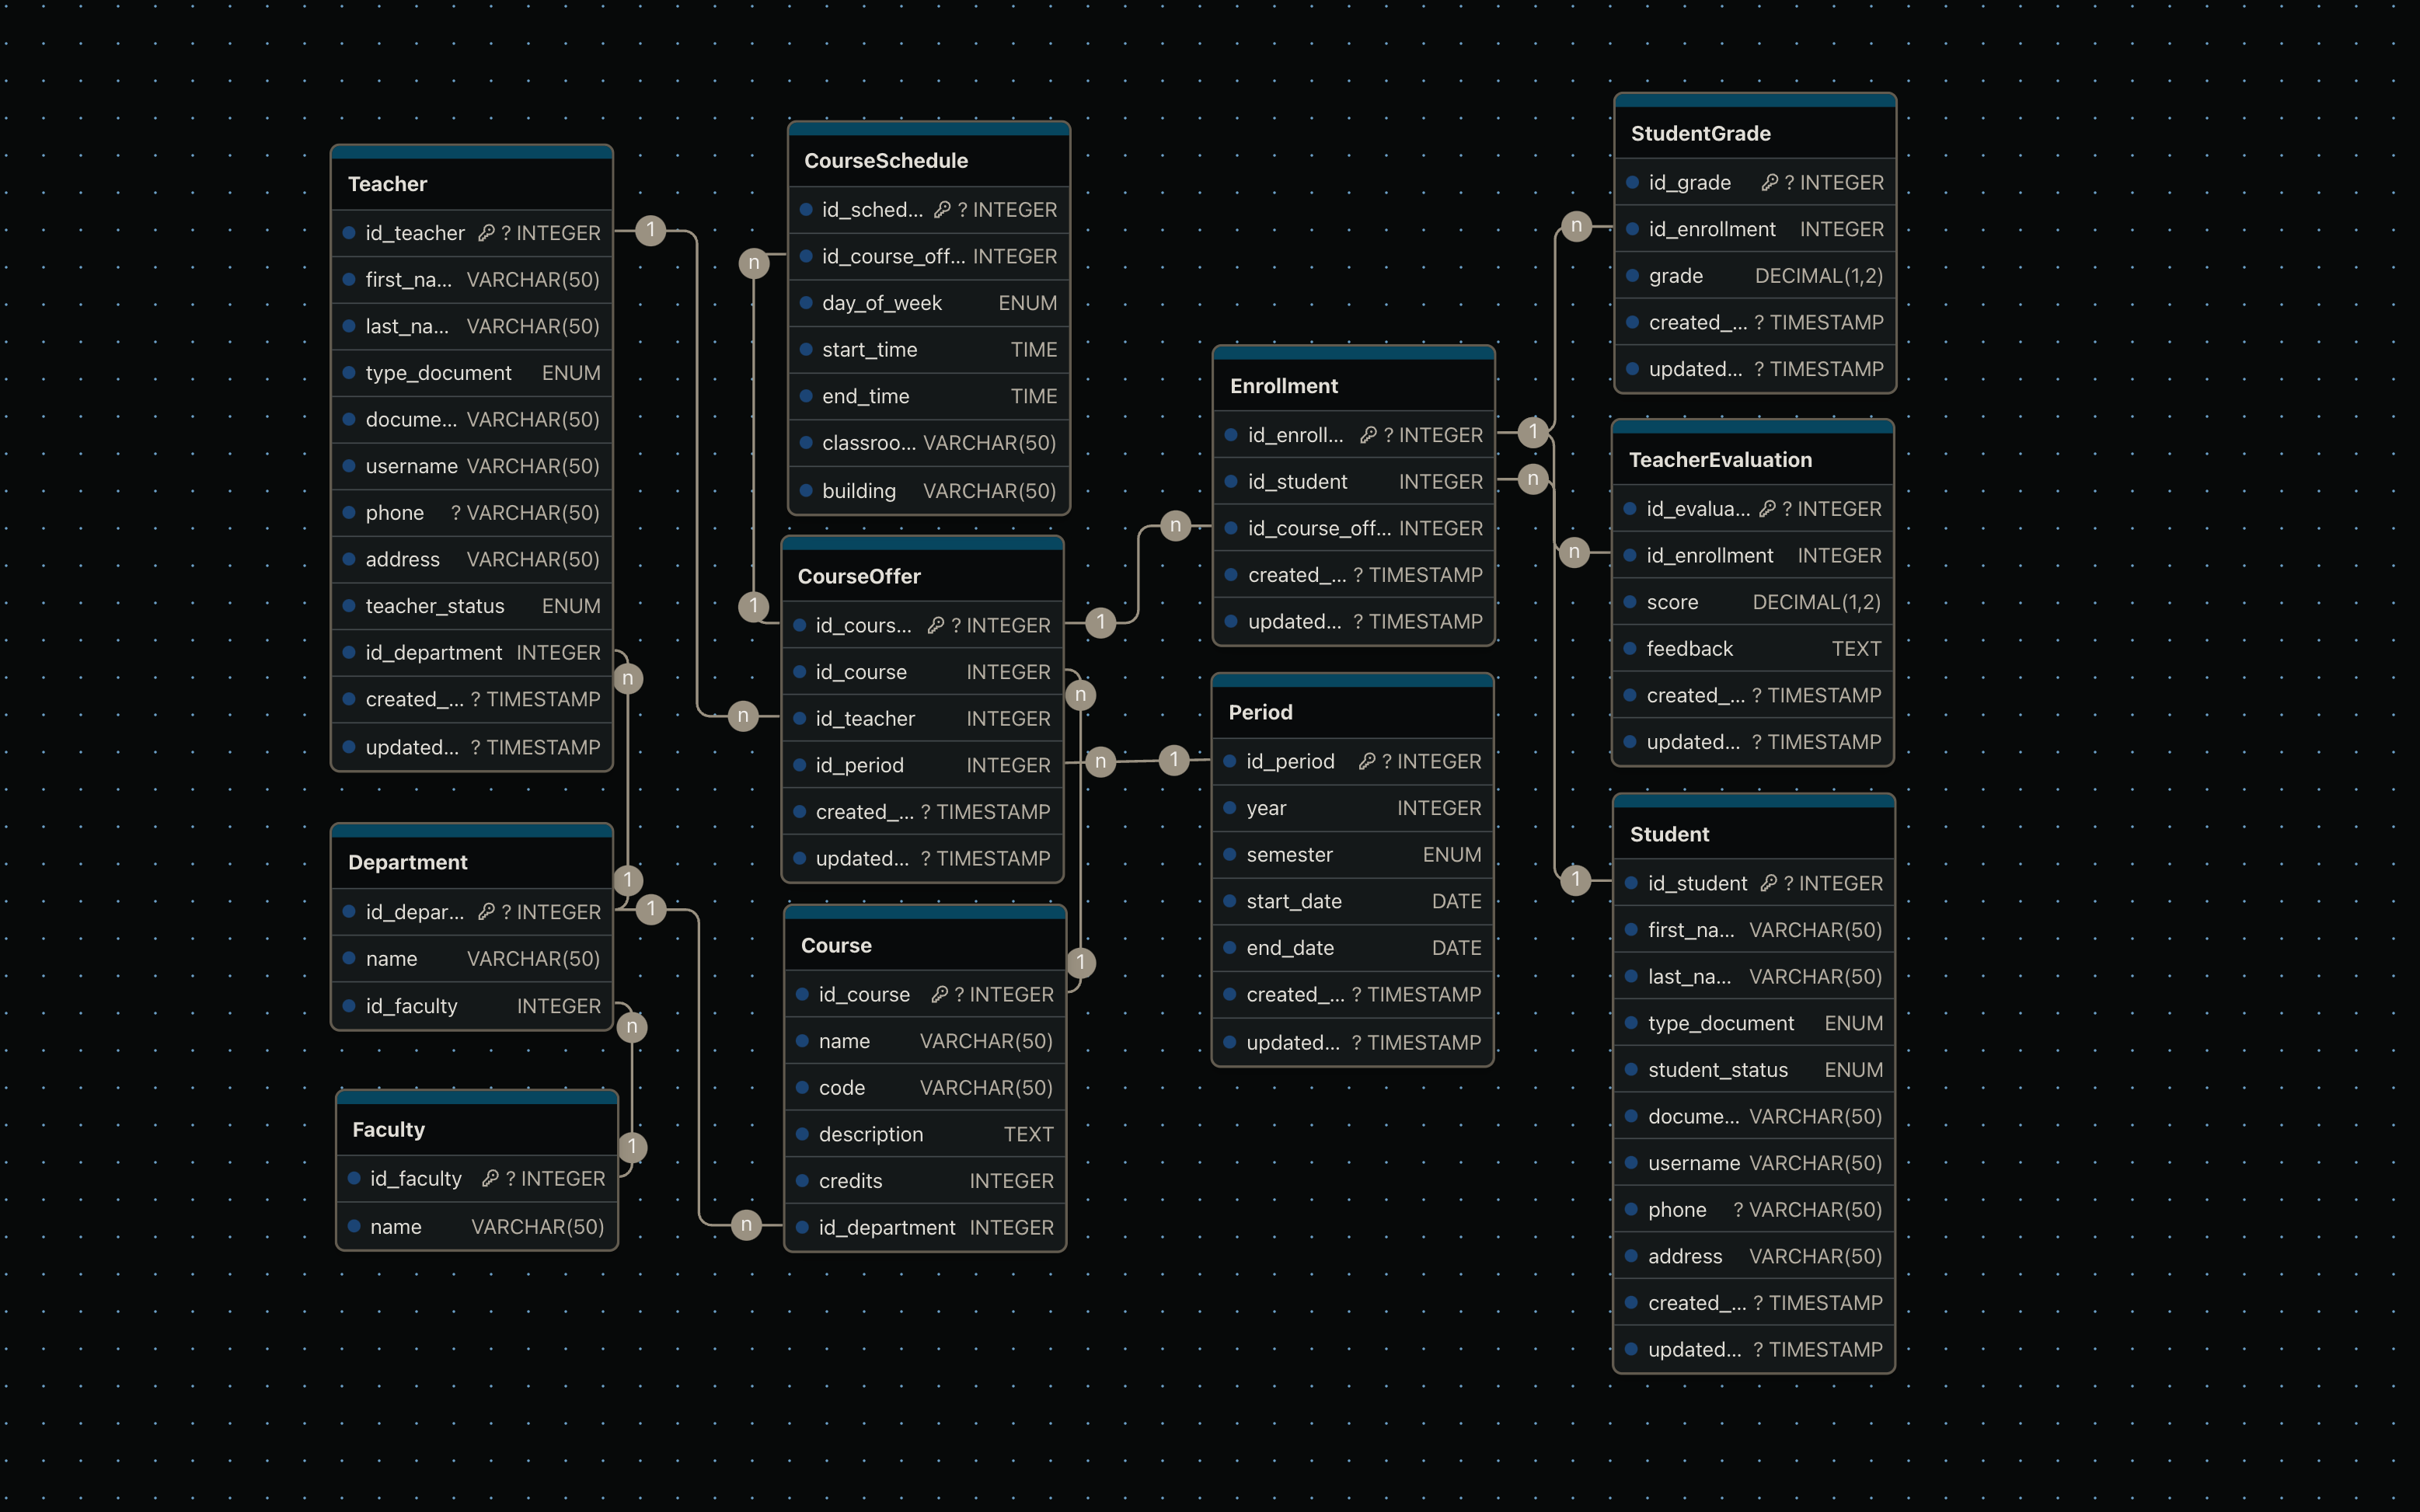 Teacher
id_teacher ? INTEGER
first_na... VARCHAR(50)
last_na... VARCHAR(50)
type_document ENUM
docume... VARCHAR(50)
username VARCHAR(50)
phone ? VARCHAR(50)
address VARCHAR(50)
teacher_status ENUM
id_department INTEGER
created_... ? TIMESTAMP
updated... ? TIMESTAMP
Department
id_depar... ? INTEGER
name VARCHAR(50)
id_faculty INTEGER
Faculty
id_faculty ? INTEGER
name VARCHAR(50)
1
n
1
1
n
1
n
1
n
n
CourseSchedule
id_sched... ? INTEGER
id_course_off... INTEGER
day_of_week ENUM
start_time TIME
end_time TIME
classroo... VARCHAR(50)
building VARCHAR(50)
CourseOffer
id_cours... ? INTEGER
id_course INTEGER
id_teacher INTEGER
id_period INTEGER
created_... ? TIMESTAMP
updated... ? TIMESTAMP
Course
id_course ? INTEGER
name VARCHAR(50)
code VARCHAR(50)
description TEXT
credits INTEGER
id_department INTEGER
n
1
n
n
1
1
Enrollment
id_enroll... ? INTEGER
id_student INTEGER
id_course_off... INTEGER
created_... ? TIMESTAMP
updated... ? TIMESTAMP
Period
id_period ? INTEGER
year INTEGER
semester ENUM
start_date DATE
end_date DATE
created_... ? TIMESTAMP
updated... ? TIMESTAMP
n
1
n
n
1
StudentGrade
id_grade ? INTEGER
id_enrollment INTEGER
grade DECIMAL(1,2)
created_... ? TIMESTAMP
updated... ? TIMESTAMP
TeacherEvaluation
id_evalua... ? INTEGER
id_enrollment INTEGER
score DECIMAL(1,2)
feedback TEXT
created_... ? TIMESTAMP
updated... ? TIMESTAMP
Student
id_student ? INTEGER
first_na... VARCHAR(50)
last_na... VARCHAR(50)
type_document ENUM
student_status ENUM
docume... VARCHAR(50)
username VARCHAR(50)
phone ? VARCHAR(50)
address VARCHAR(50)
created_... ? TIMESTAMP
updated... ? TIMESTAMP